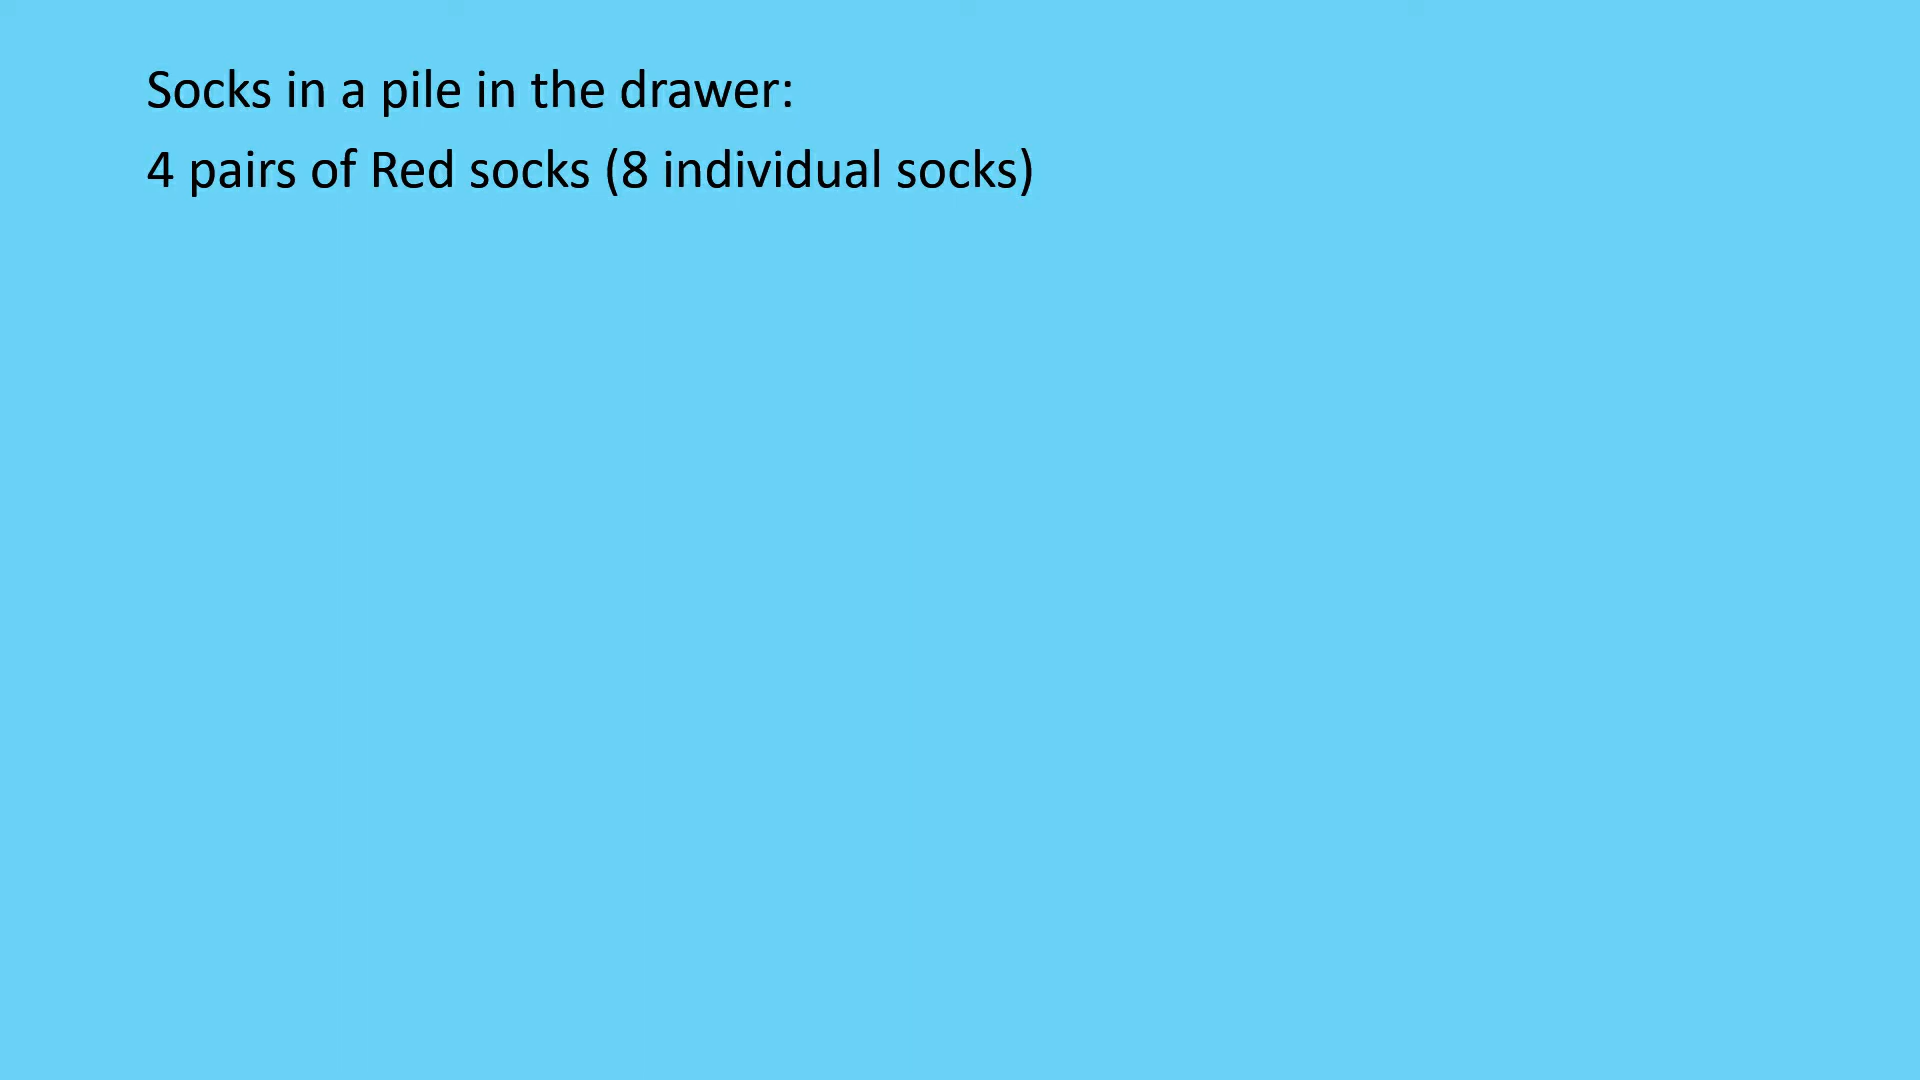 Socks in a pile in the drawer:
4 pairs of Red socks (8 individual socks)